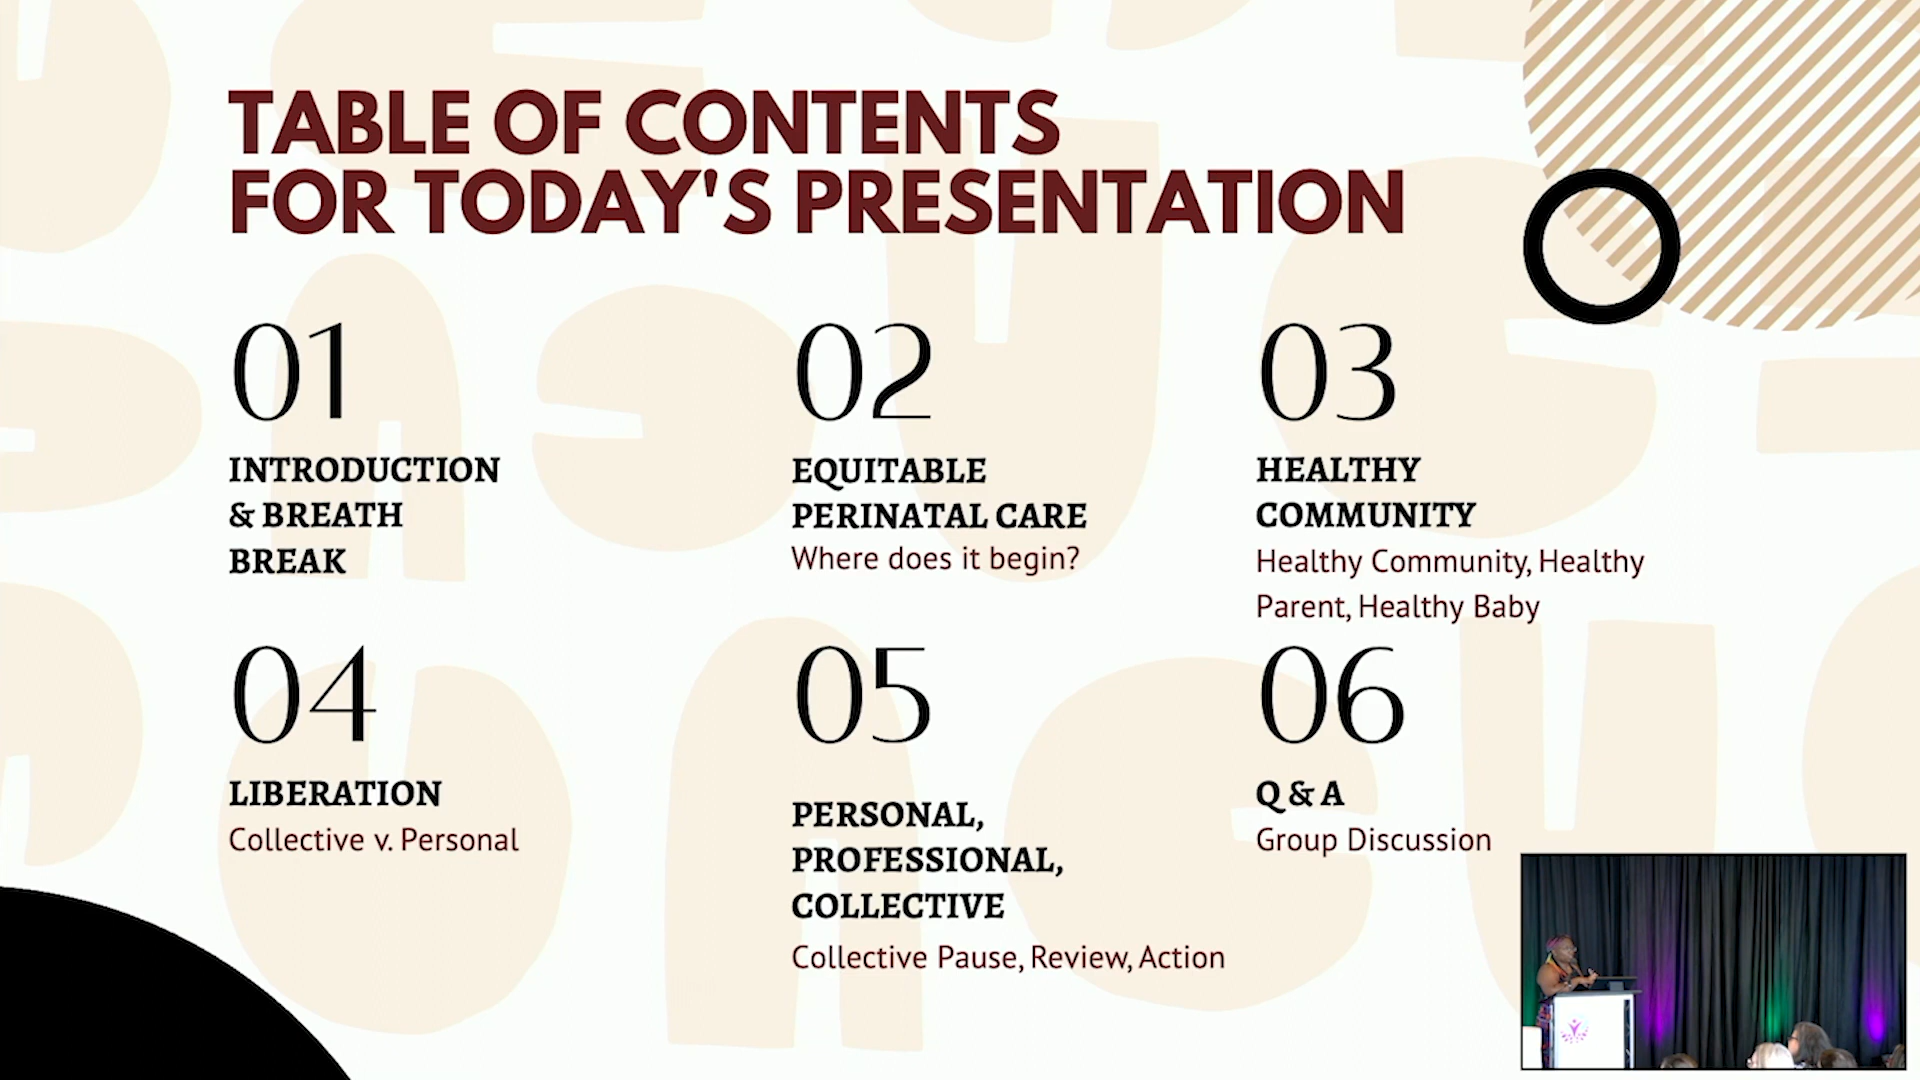 TABLE OF CONTENTS
FOR TODAY'S PRESENTATION
01
INTRODUCTION
& BREATH
BREAK
02
EQUITABLE
PERINATAL CARE
Where does it begin?
03
HEALTHY
COMMUNITY
Healthy Community, Healthy
Parent, Healthy Baby
04
LIBERATION
Collective v. Personal
05
PERSONAL,
PROFESSIONAL,
COLLECTIVE
Collective Pause, Review, Action
06
Q & A
Group Discussion